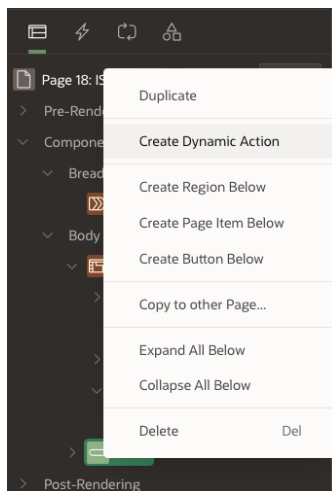 Page 18: IS
Duplicate
Pre-Rend
Create Dynamic Action
Compone
Bread
Create Region Below
Create Page Item Below
Body
Create Button Below
Copy to other Page...
Expand All Below
Collapse All Below
Delete Del
Post-Rendering